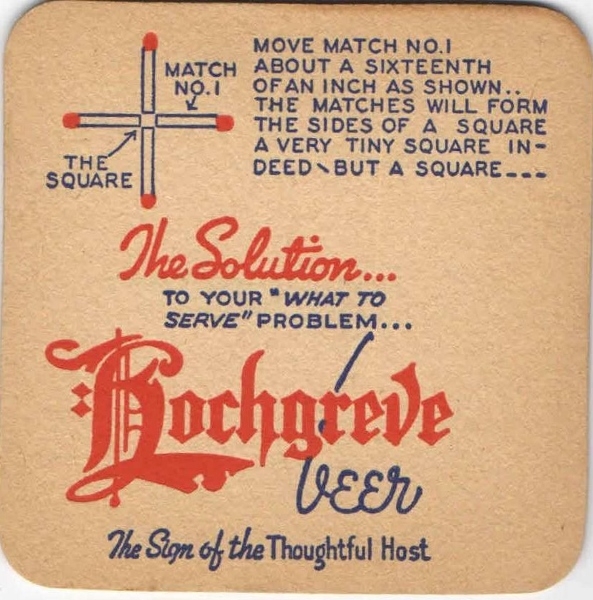 MATCH
NO.1
THE
SQUARE
MOVE MATCH NO.1
ABOUT A SIXTEENTH
OF AN INCH AS SHOWN..
THE MATCHES WILL FORM
THE SIDES OF A SQUARE
A VERY TINY SQUARE IN-
DEED, BUT A SQUARE---
The Solution...
TO YOUR "WHAT TO
SERVE" PROBLEM...
Hochgreve
BEER
The Sign of the Thoughtful Host